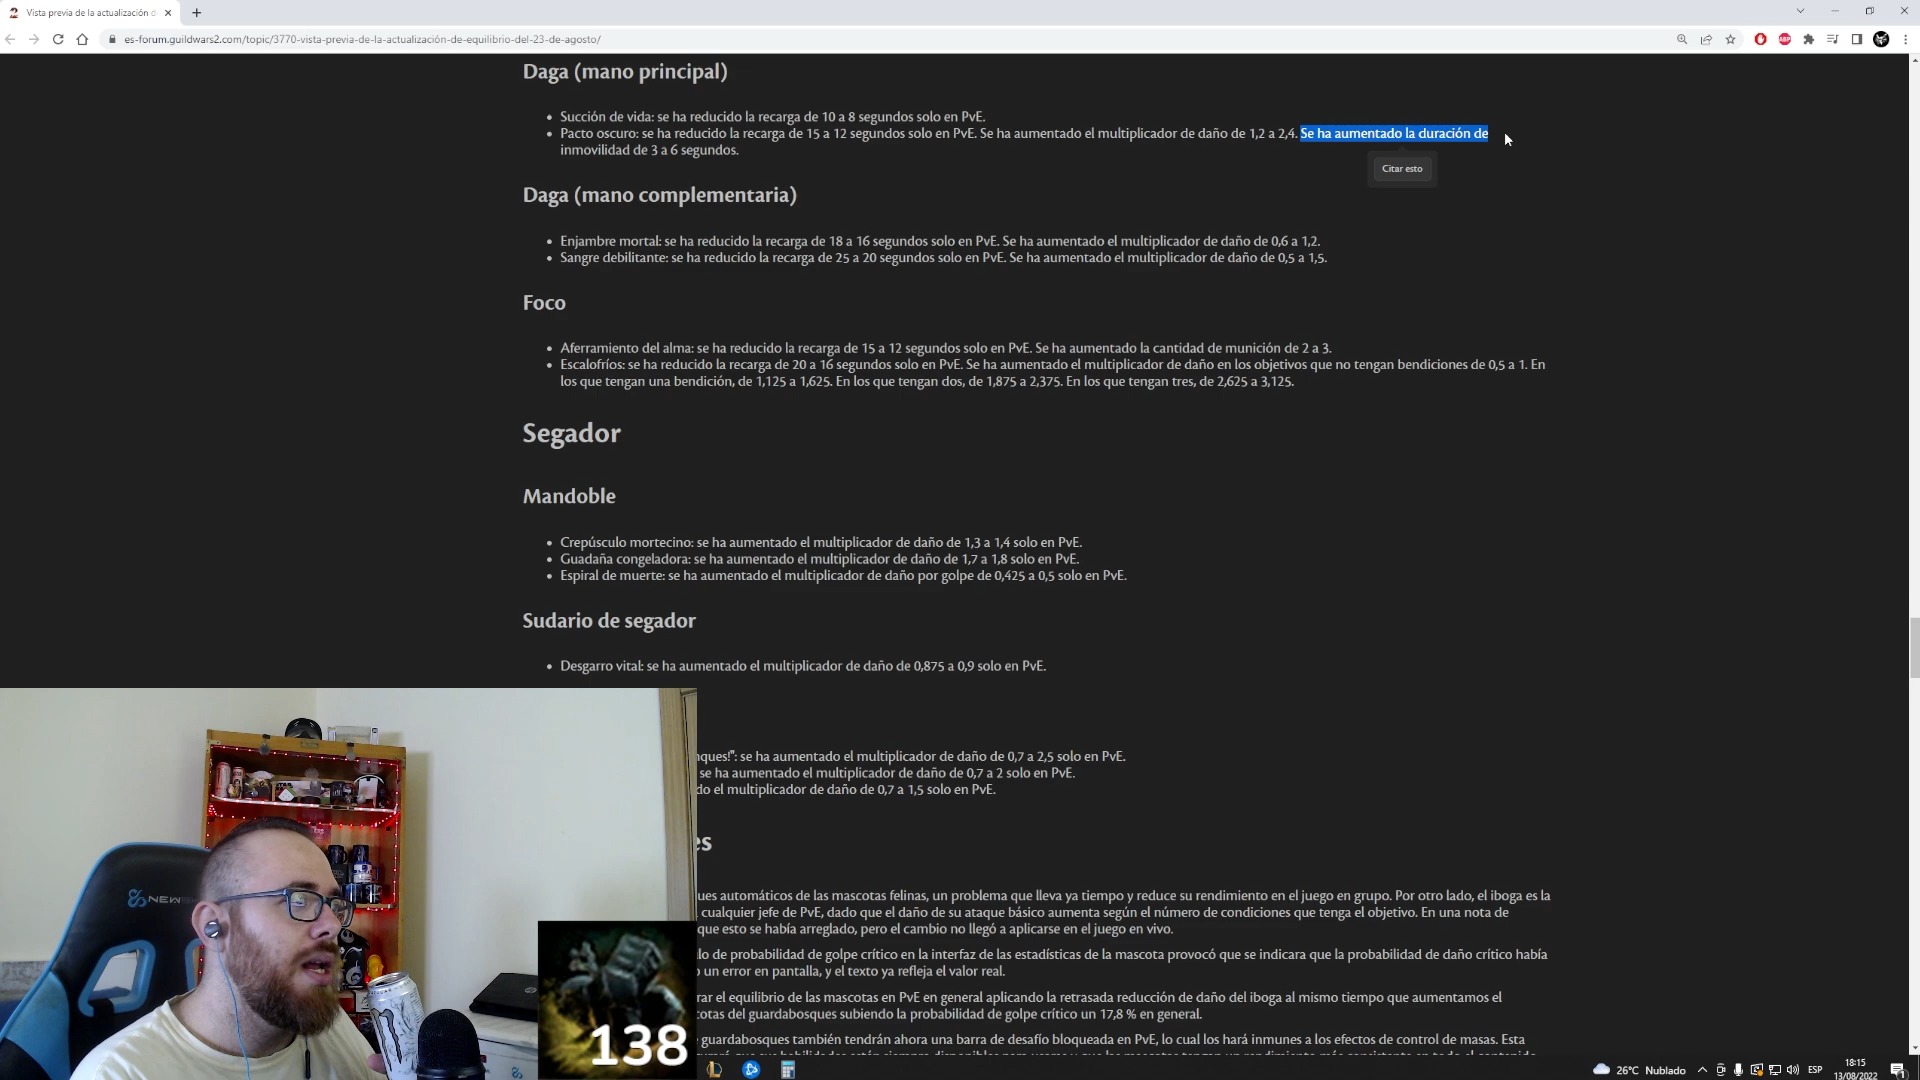 Vista previa de la actualización d
es-forum.guildwars2.com/topic/3770-vista-previa-de-la-actualización-de-equilibrio-del-23-de-agosto/
ABP
Daga (mano principal)
• Succión de vida: se ha reducido la recarga de 10 a 8 segundos solo en PvE.
• Pacto oscuro: se ha reducido la recarga de 15 a 12 segundos solo en PvE. Se ha aumentado el multiplicador de daño de 1,2 a 2,4. Se ha aumentado la duración de
inmovilidad de 3 a 6 segundos.
Citar esto
Daga (mano complementaria)
• Enjambre mortal: se ha reducido la recarga de 18 a 16 segundos solo en PvE. Se ha aumentado el multiplicador de daño de 0,6 a 1,2.
• Sangre debilitante: se ha reducido la recarga de 25 a 20 segundos solo en PvE. Se ha aumentado el multiplicador de daño de 0,5 a 1,5.
Foco
• Aferramiento del alma: se ha reducido la recarga de 15 a 12 segundos solo en PvE. Se ha aumentado la cantidad de munición de 2 a 3.
• Escalofríos: se ha reducido la recarga de 20 a 16 segundos solo en PvE. Se ha aumentado el multiplicador de daño en los objetivos que no tengan bendiciones de 0,5 a 1. En
los que tengan una bendición, de 1,125 a 1,625. En los que tengan dos, de 1,875 a 2,375. En los que tengan tres, de 2,625 a 3,125.
Segador
Mandoble
• Crepúsculo mortecino: se ha aumentado el multiplicador de daño de 1,3 a 1,4 solo en PvE.
• Guadaña congeladora: se ha aumentado el multiplicador de daño de 1,7 a 1,8 solo en PvE.
• Espiral de muerte: se ha aumentado el multiplicador de daño por golpe de 0,425 a 0,5 solo en PvE.
Sudario de segador
• Desgarro vital: se ha aumentado el multiplicador de daño de 0,875 a 0,9 solo en PvE.
ques!": se ha aumentado el multiplicador de daño de 0,7 a 2,5 solo en PvE.
se ha aumentado el multiplicador de daño de 0,7 a 2 solo en PvE.
do el multiplicador de daño de 0,7 a 1,5 solo en PvE.
es
ues automáticos de las mascotas felinas, un problema que lleva ya tiempo y reduce su rendimiento en el juego en grupo. Por otro lado, el iboga es la
cualquier jefe de PvE, dado que el daño de su ataque básico aumenta según el número de condiciones que tenga el objetivo. En una nota de
que esto se había arreglado, pero el cambio no llegó a aplicarse en el juego en vivo.
lo de probabilidad de golpe crítico en la interfaz de las estadísticas de la mascota provocó que se indicara que la probabilidad de daño crítico había
un error en pantalla, y el texto ya refleja el valor real.
rar el equilibrio de las mascotas en PvE en general aplicando la retrasada reducción de daño del iboga al mismo tiempo que aumentamos el
otas del guardabosques subiendo la probabilidad de golpe crítico un 17,8 % en general.
guardabosques también tendrán ahora una barra de desafío bloqueada en PvE, lo cual los hará inmunes a los efectos de control de masas. Esta
NEW
138
26°C Nublado
ESP
18:15
13/08/2022
1